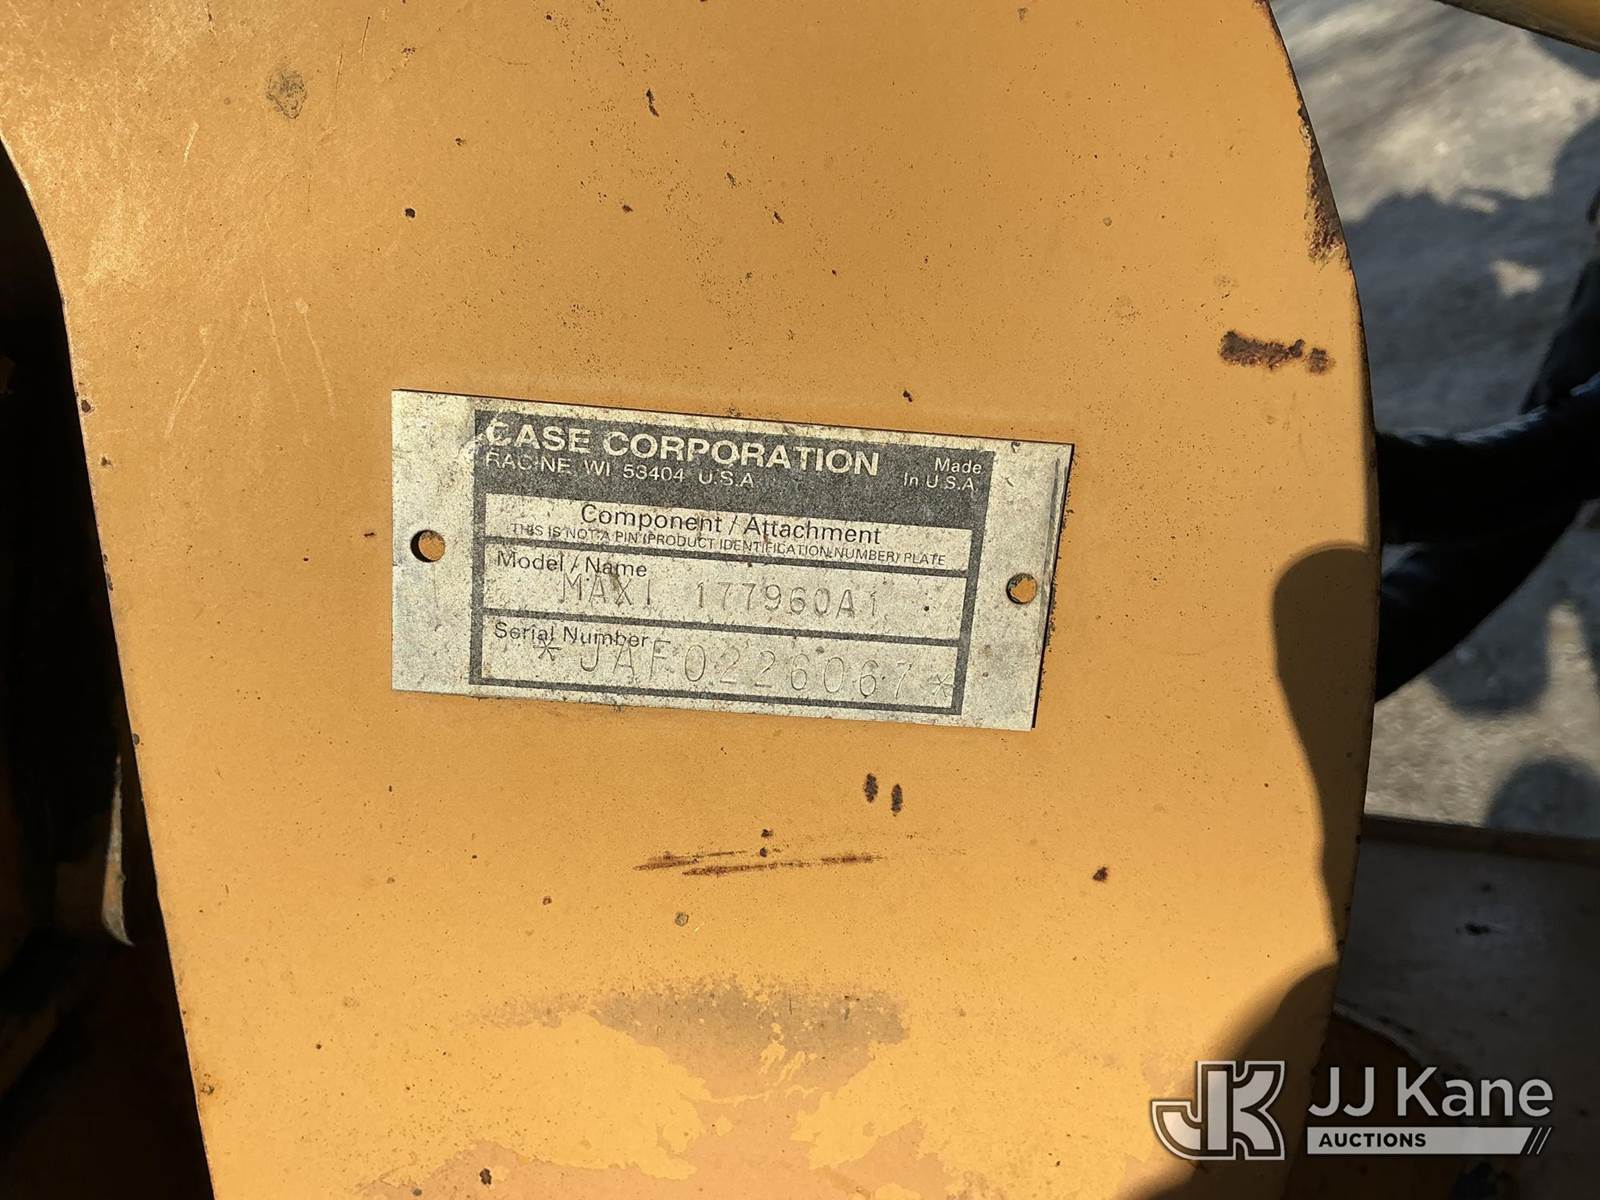 CASE CORPORATION
RACINE WI 53404 U.S.A
Made
In U.S.A
Component / Attachment
THIS IS NOT A PIN (PRODUCT IDENTIFICATION NUMBER) PLATE
Model / Name
MAXI 177960A1
Serial Number
*JAF0226067*
JK JJ Kane
AUCTIONS